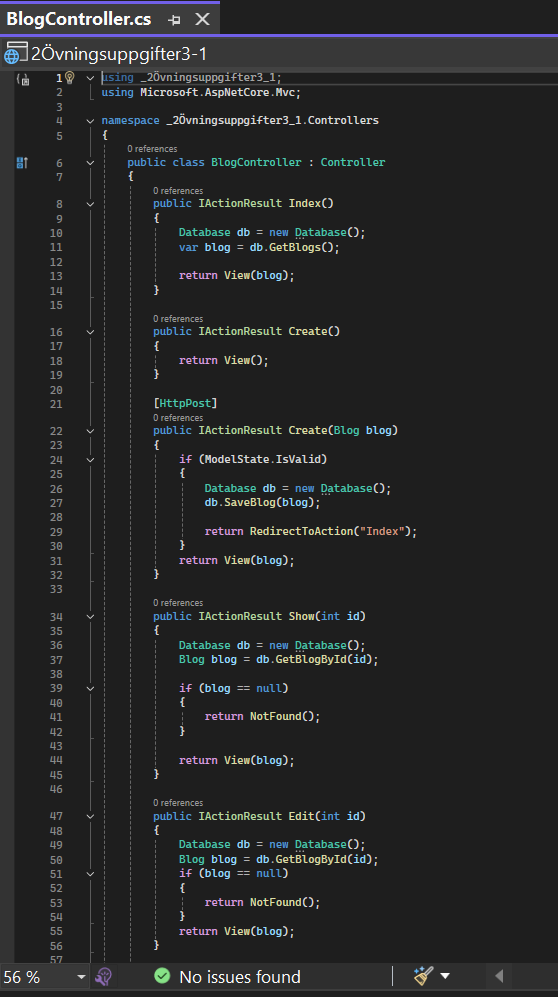 BlogController.cs
2Övningsuppgifter3-1
1 using _2Övningsuppgifter3_1;
2 using Microsoft.AspNetCore.Mvc;
3
4 namespace _2Övningsuppgifter3_1.Controllers
5 {
0 references
6 public class BlogController : Controller
7 {
0 references
8 public IActionResult Index()
9 {
10 Database db = new Database();
11 var blog = db.GetBlogs();
12
13 return View(blog);
14 }
15
0 references
16 public IActionResult Create()
17 {
18 return View();
19 }
20
21 [HttpPost]
0 references
22 public IActionResult Create(Blog blog)
23 {
24 if (ModelState.IsValid)
25 {
26 Database db = new Database();
27 db.SaveBlog(blog);
28
29 return RedirectToAction("Index");
30 }
31 return View(blog);
32 }
33
0 references
34 public IActionResult Show(int id)
35 {
36 Database db = new Database();
37 Blog blog = db.GetBlogById(id);
38
39 if (blog == null)
40 {
41 return NotFound();
42 }
43
44 return View(blog);
45 }
46
0 references
47 public IActionResult Edit(int id)
48 {
49 Database db = new Database();
50 Blog blog = db.GetBlogById(id);
51 if (blog == null)
52 {
53 return NotFound();
54 }
55 return View(blog);
56 }
57
56 % No issues found